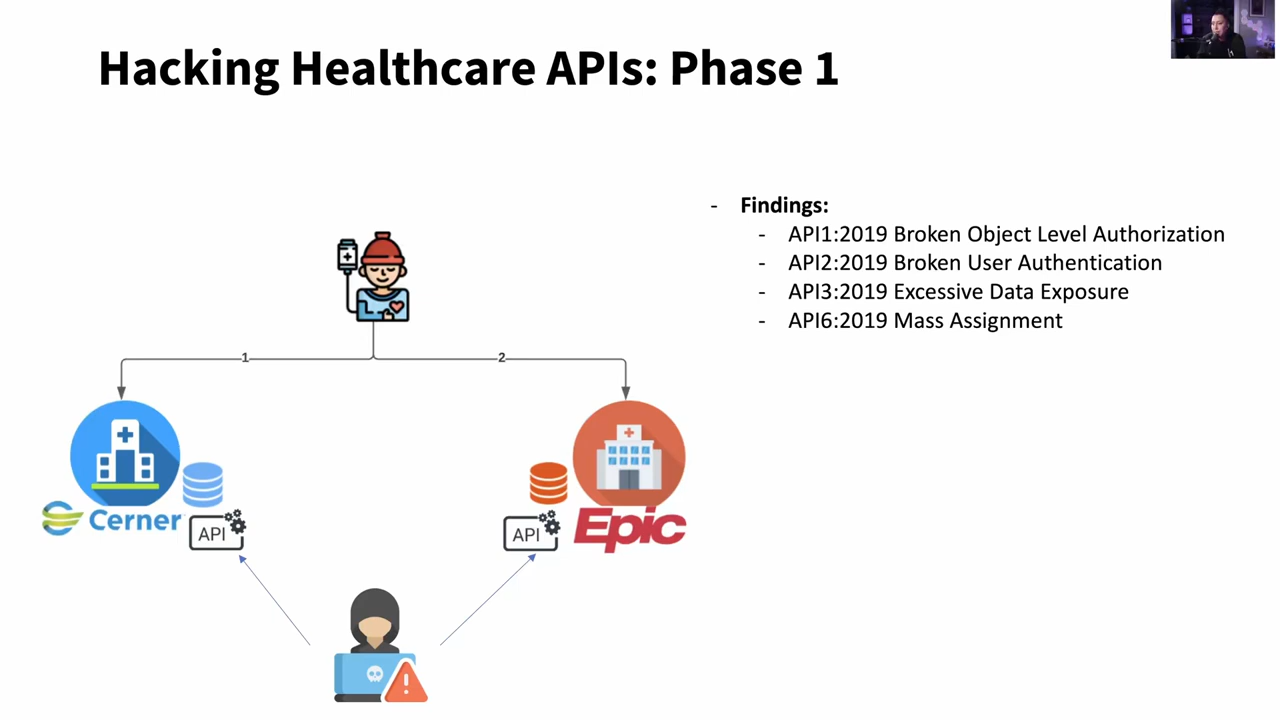 Hacking Healthcare APIs: Phase 1
- Findings:
- API1:2019 Broken Object Level Authorization
- API2:2019 Broken User Authentication
- API3:2019 Excessive Data Exposure
- API6:2019 Mass Assignment
1
2
Cerner
API
API
Epic